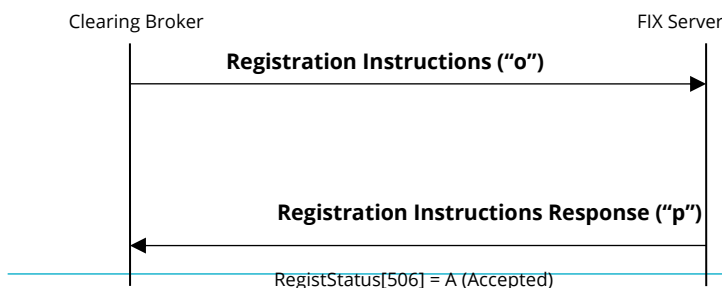 Clearing Broker
FIX Server
Registration Instructions (“o”)
Registration Instructions Response (“p”)
RegistStatus[506] = A (Accepted)